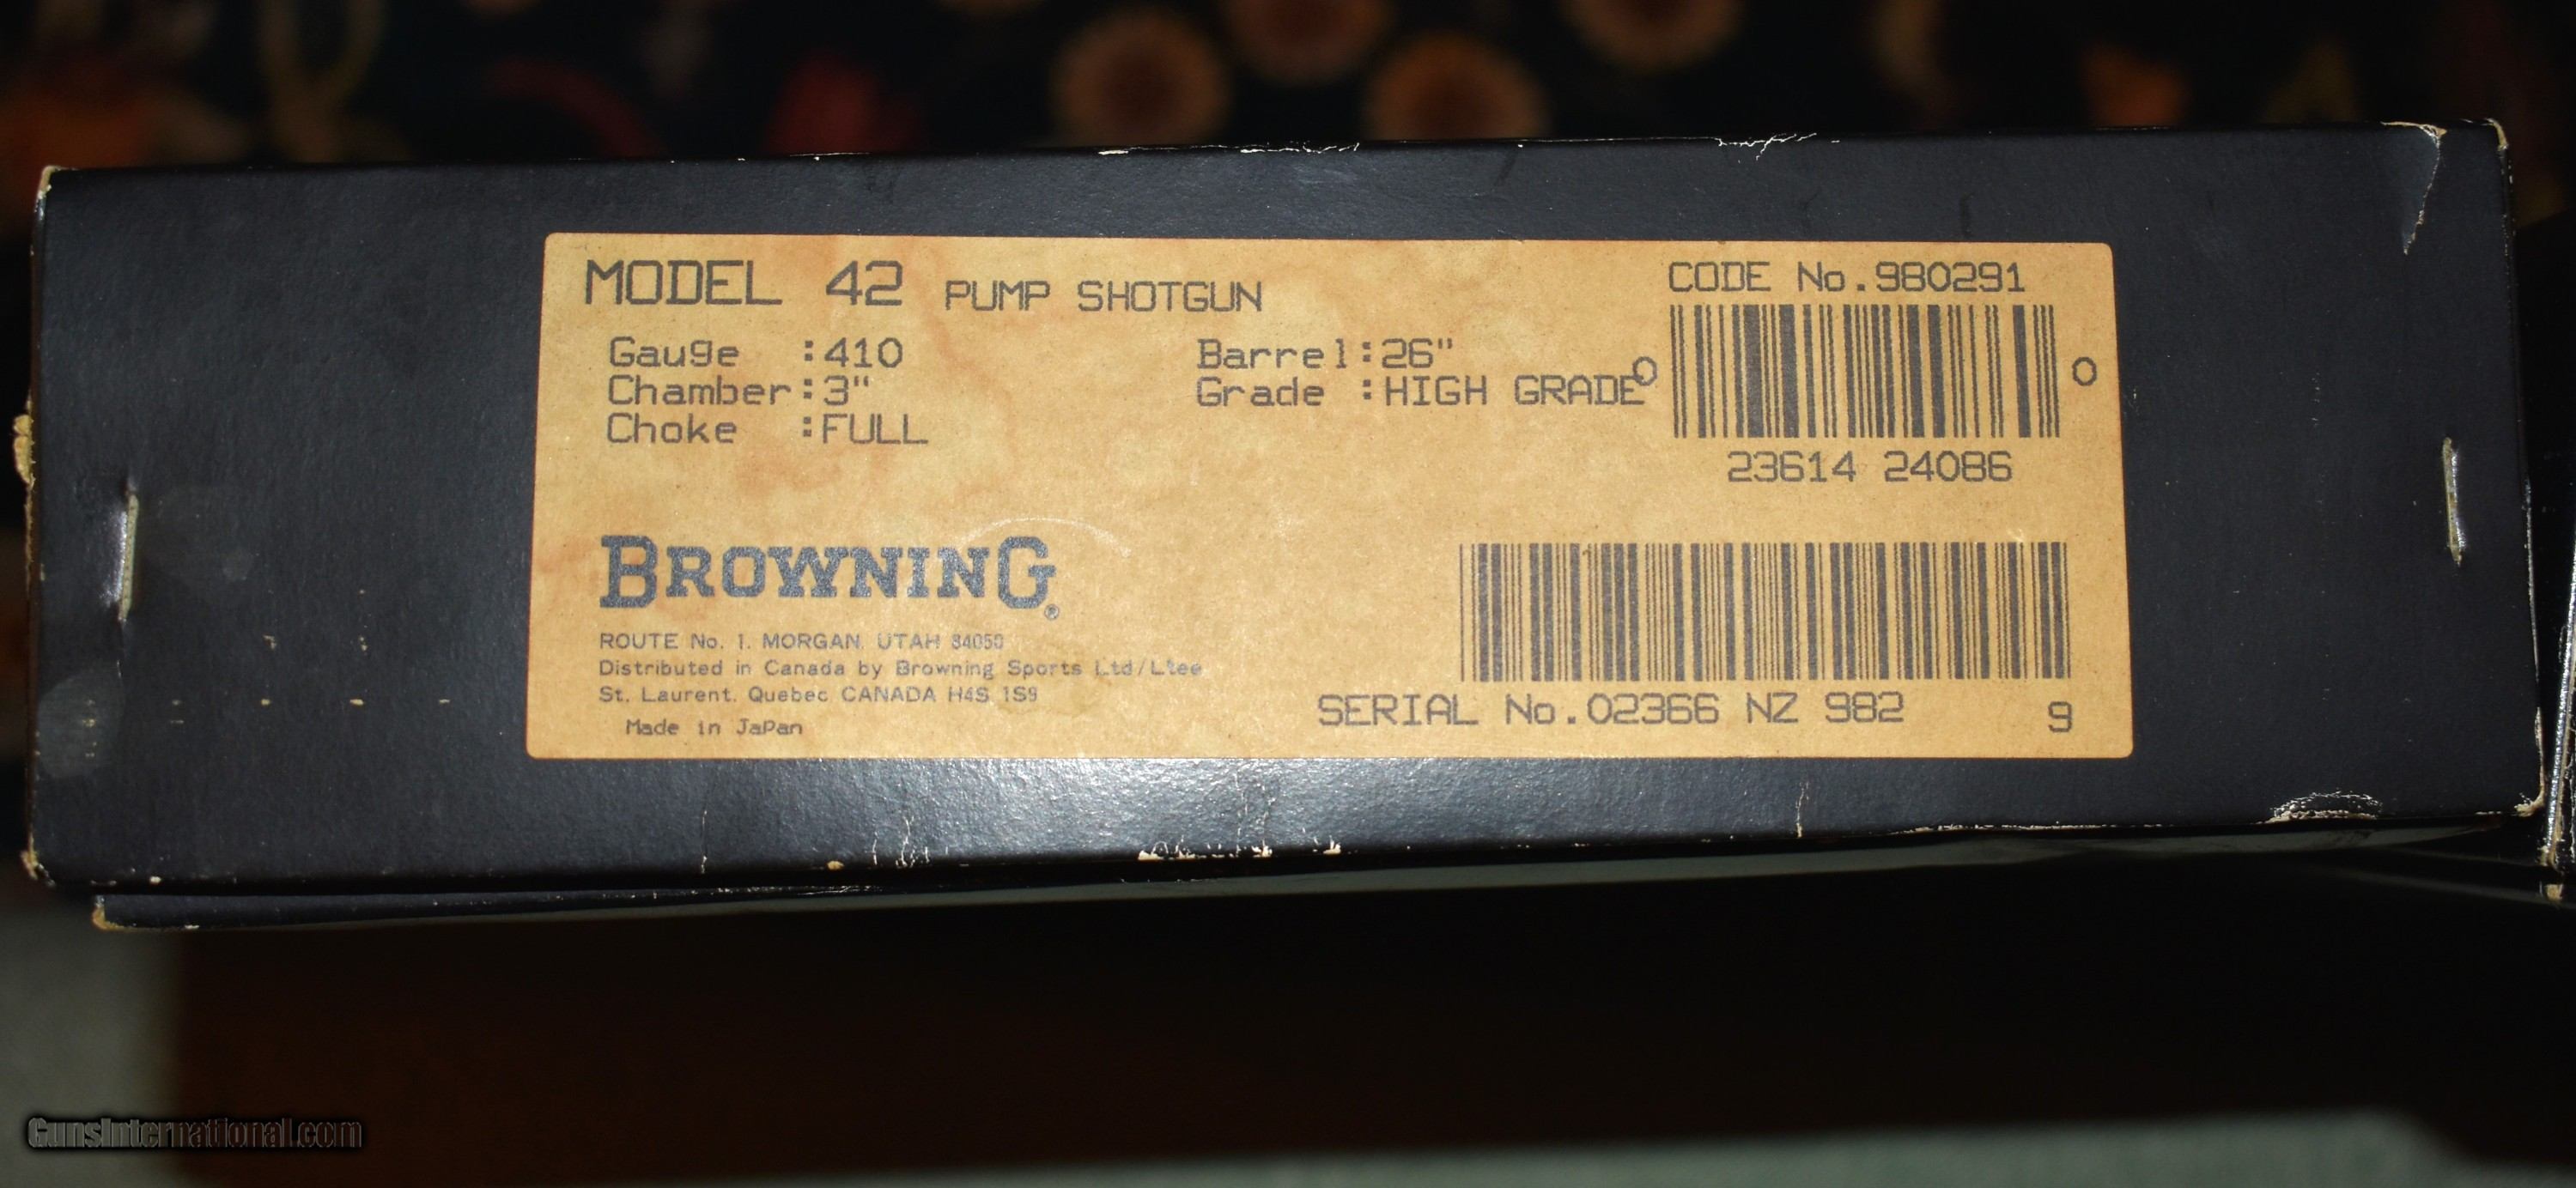 MODEL 42 PUMP SHOTGUN
CODE No.980291
Gauge :410
Barrel:26"
Chamber:3"
Grade :HIGH GRADE
Choke :FULL
0 0
23614 24086
BROWNING®
ROUTE No. 1. MORGAN, UTAH 84050
Distributed in Canada by Browning Sports Ltd/Ltee
St. Laurent. Quebec CANADA H4S 1S9
Made in Japan
SERIAL No.02366 NZ 982 9
GunsInternational.com